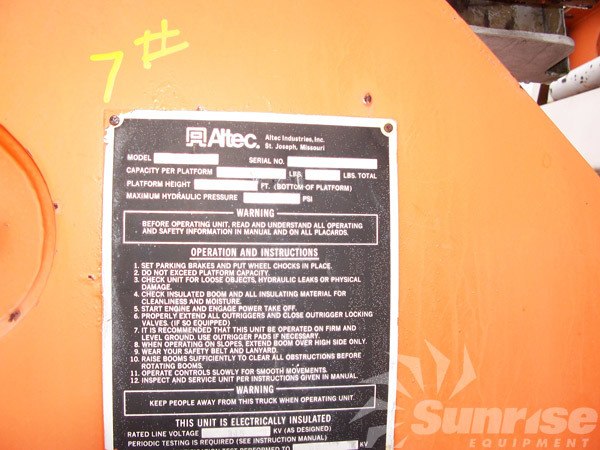 7 #
Altec.
Altec Industries, Inc.
St. Joseph, Missouri
MODEL SERIAL NO.
CAPACITY PER PLATFORM LBS. LBS. TOTAL
PLATFORM HEIGHT FT. (BOTTOM OF PLATFORM)
MAXIMUM HYDRAULIC PRESSURE PSI
WARNING
BEFORE OPERATING UNIT, READ AND UNDERSTAND ALL OPERATING
AND SAFETY INFORMATION IN MANUAL AND ON ALL PLACARDS.
OPERATION AND INSTRUCTIONS
1. SET PARKING BRAKES AND PUT WHEEL CHOCKS IN PLACE.
2. DO NOT EXCEED PLATFORM CAPACITY.
3. CHECK UNIT FOR LOOSE OBJECTS, HYDRAULIC LEAKS OR PHYSICAL
DAMAGE.
4. CHECK INSULATED BOOM AND ALL INSULATING MATERIAL FOR
CLEANLINESS AND MOISTURE.
5. START ENGINE AND ENGAGE POWER TAKE OFF.
6. PROPERLY EXTEND ALL OUTRIGGERS AND CLOSE OUTRIGGER LOCKING
VALVES. (IF SO EQUIPPED)
7. IT IS RECOMMENDED THAT THIS UNIT BE OPERATED ON FIRM AND
LEVEL GROUND. USE OUTRIGGER PADS IF NECESSARY.
8. WHEN OPERATING ON SLOPES, EXTEND BOOM OVER HIGH SIDE ONLY.
9. WEAR YOUR SAFETY BELT AND LANYARD.
10. RAISE BOOMS SUFFICIENTLY TO CLEAR ALL OBSTRUCTIONS BEFORE
ROTATING BOOMS.
11. OPERATE CONTROLS SLOWLY FOR SMOOTH MOVEMENTS.
12. INSPECT AND SERVICE UNIT PER INSTRUCTIONS GIVEN IN MANUAL.
WARNING
KEEP PEOPLE AWAY FROM THIS TRUCK WHEN OPERATING UNIT.
THIS UNIT IS ELECTRICALLY INSULATED
RATED LINE VOLTAGE KV (AS DESIGNED)
PERIODIC TESTING IS REQUIRED (SEE INSTRUCTION MANUAL)
TEST PERFORMED KV
Sunrise
EQUIPMENT